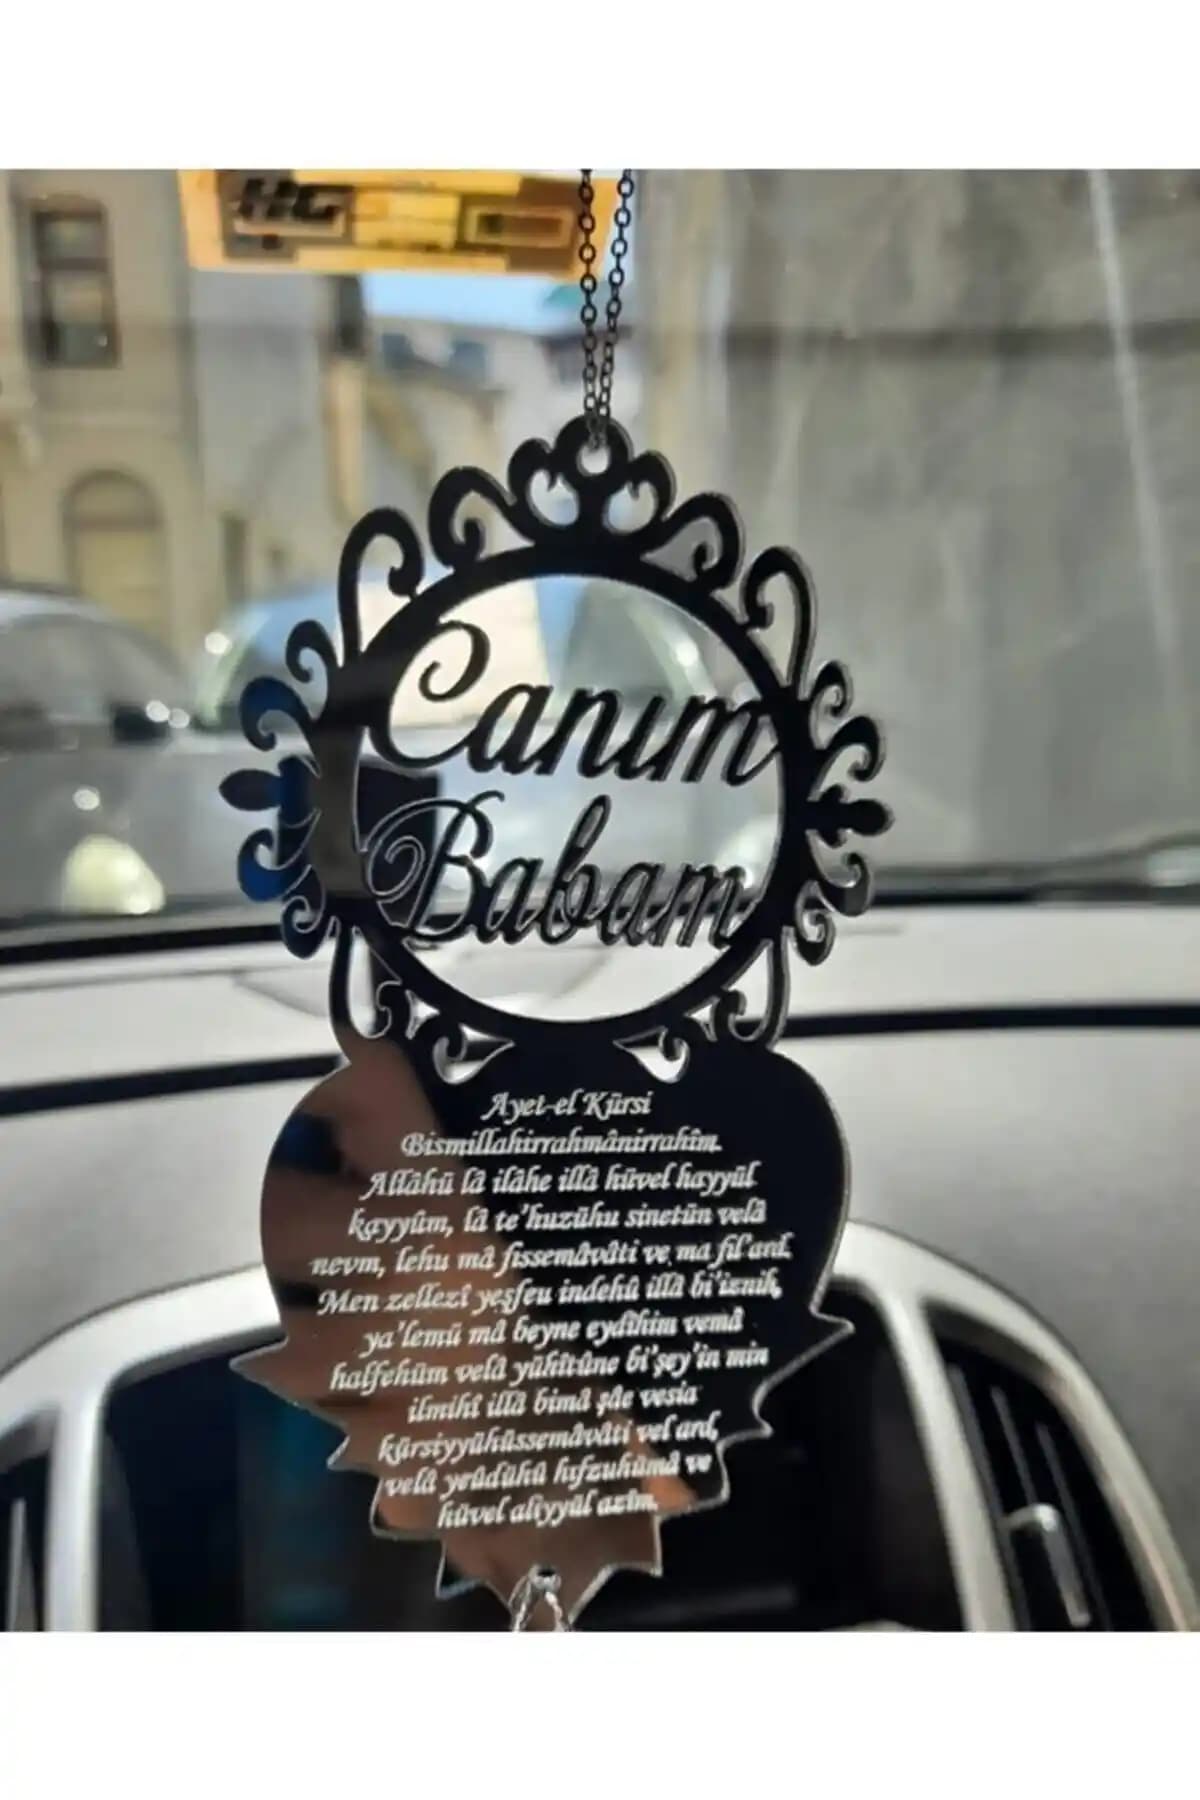 HG
Canım
Babam
Ayet-el Kürsi
Bismillahirrahmânirrahîm.
Allâhü lâ ilâhe illâ hüvel hayyül
kayyûm, lâ te'huzühu sinetün velâ
nevm, lehu mâ fissemâvâti ve ma fil'ard.
Men zellezî yeşfeu indehû illâ bi'iznih,
ya'lemü mâ beyne eydîhim vemâ
halfehüm velâ yühîtûne bi'şey'in min
ilmihî illâ bimâ şâe vesia
kürsiyyühüssemâvâti vel ard,
velâ yeûdühû hıfzuhümâ ve
hüvel aliyyül azîm.